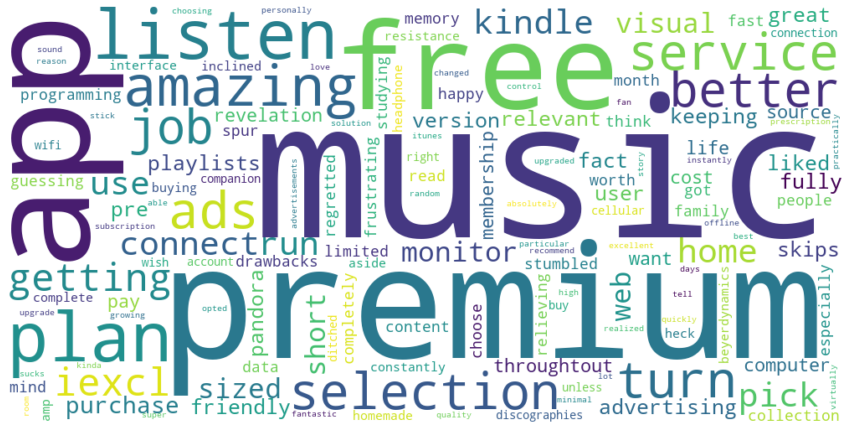 choosing
personally
memory
kindle
visual
fast
great
listen
free
resistance
connection
sound
reason
interface
inclined
love
service
app
programming
amazing
studying
headphone
changed
month
better
happy
control
revelation
version
relevant
fan
keeping
source
prescription
stick
job
spur
solution
itunes
upgraded
think
instantly
practically
wifi
playlists
music
right
fact
life
liked
guessing
use
companion
advertisements
regretted
frustrating
read
membership
story
worth
user
cost
fully
buying
random
got
able
pre
ads
absolutely
cellular
family
people
subscription
connect
run
limited
monitor
offline
home
skips
drawbacks
particular
excellent
best
wish
account
aside
recommend
stumbled
want
getting
premium
days
complete
pay
opted
pandora
short
completely
ditched
content
choose
high
relieving
web
tell
beyerdynamics
especially
upgrade
growing
plan
buy
quickly
realized
heck
sucks
kinda
data
constantly
throughtout
computer
mind
iexcl
sized
selection
unless
lot
turn
pick
virtually
room
amp
purchase
friendly
homemade
minimal
advertising
collection
super
fantastic
quality
discographies